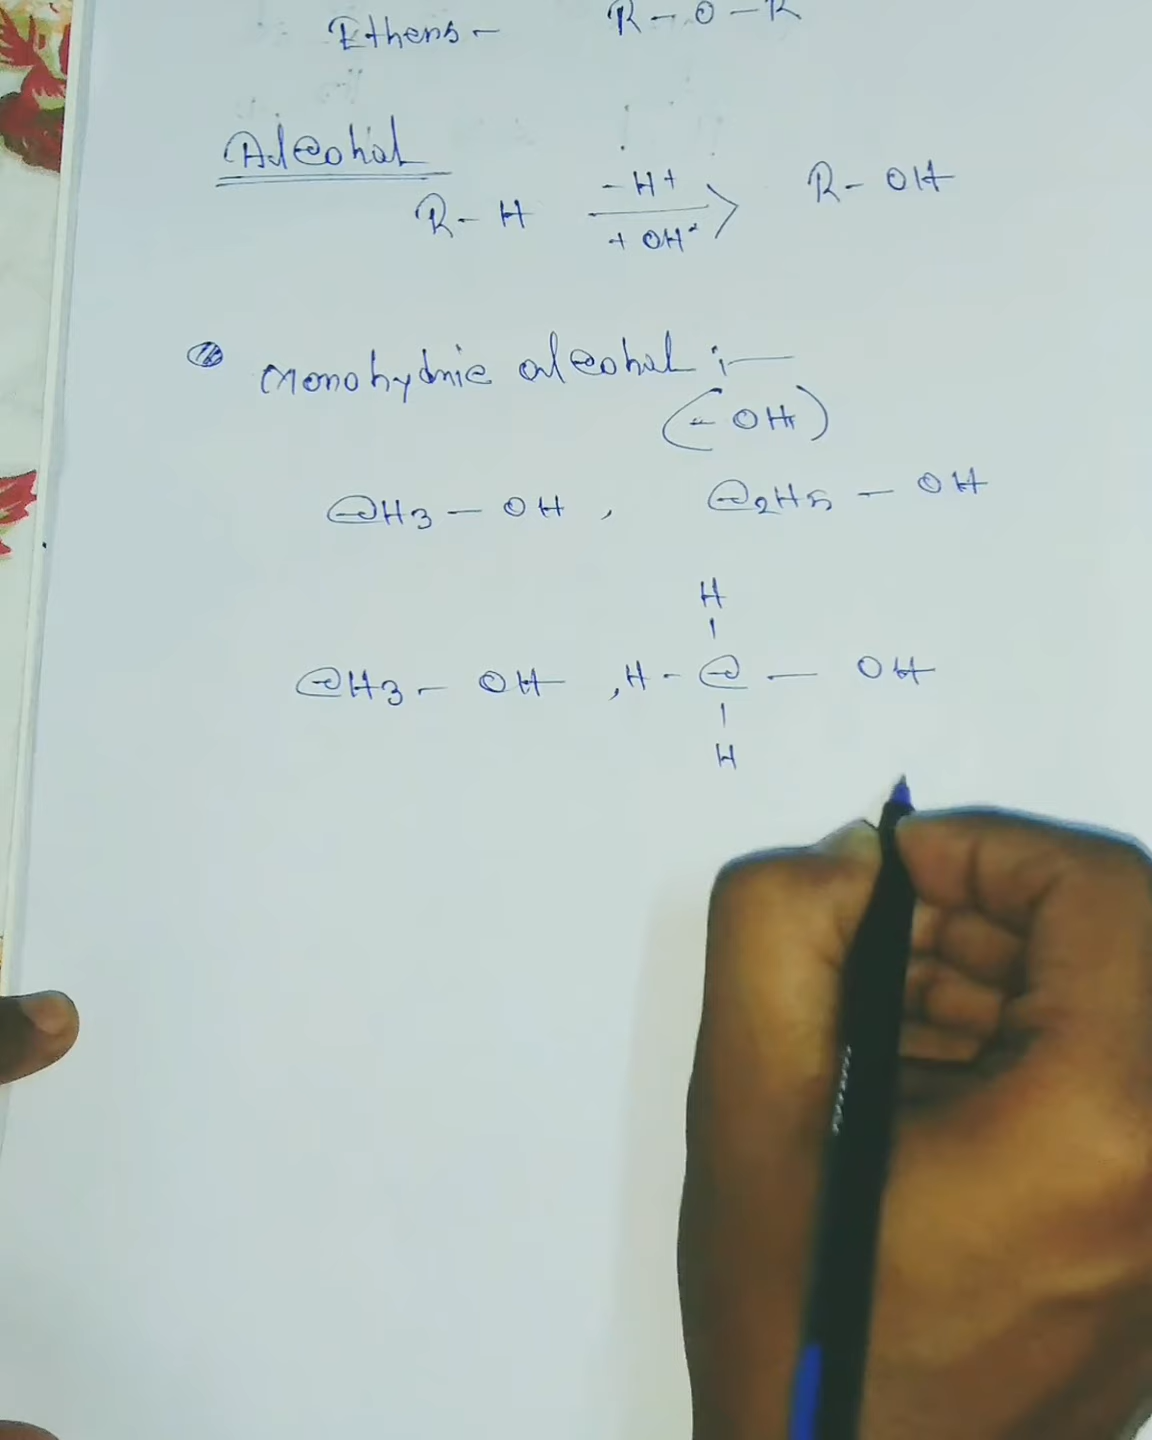 Ethers - R - O - R
Alcohol
R - H -H+ R - OH
+ OH-
Monohydric alcohol :-
(- OH)
CH3 - OH , C2H5 - OH
H
CH3 - OH , H - C - OH
H